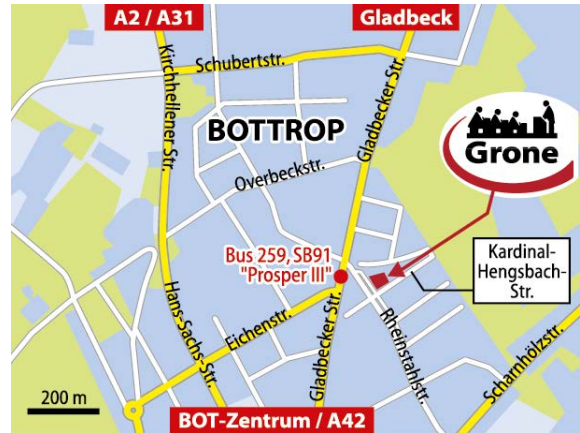 A2 / A31
Gladbeck
Kirchhellener Str.
Schubertstr.
Gladbecker Str.
BOTTROP
Grone
Overbeckstr.
Bus 259, SB91
"Prosper III"
Kardinal-
Hengsbach-
Str.
Hans-Sachs-Str.
Eichenstr.
Gladbecker Str.
Rheinstahlstr.
Scharnhölzstr.
200 m
BOT-Zentrum / A42